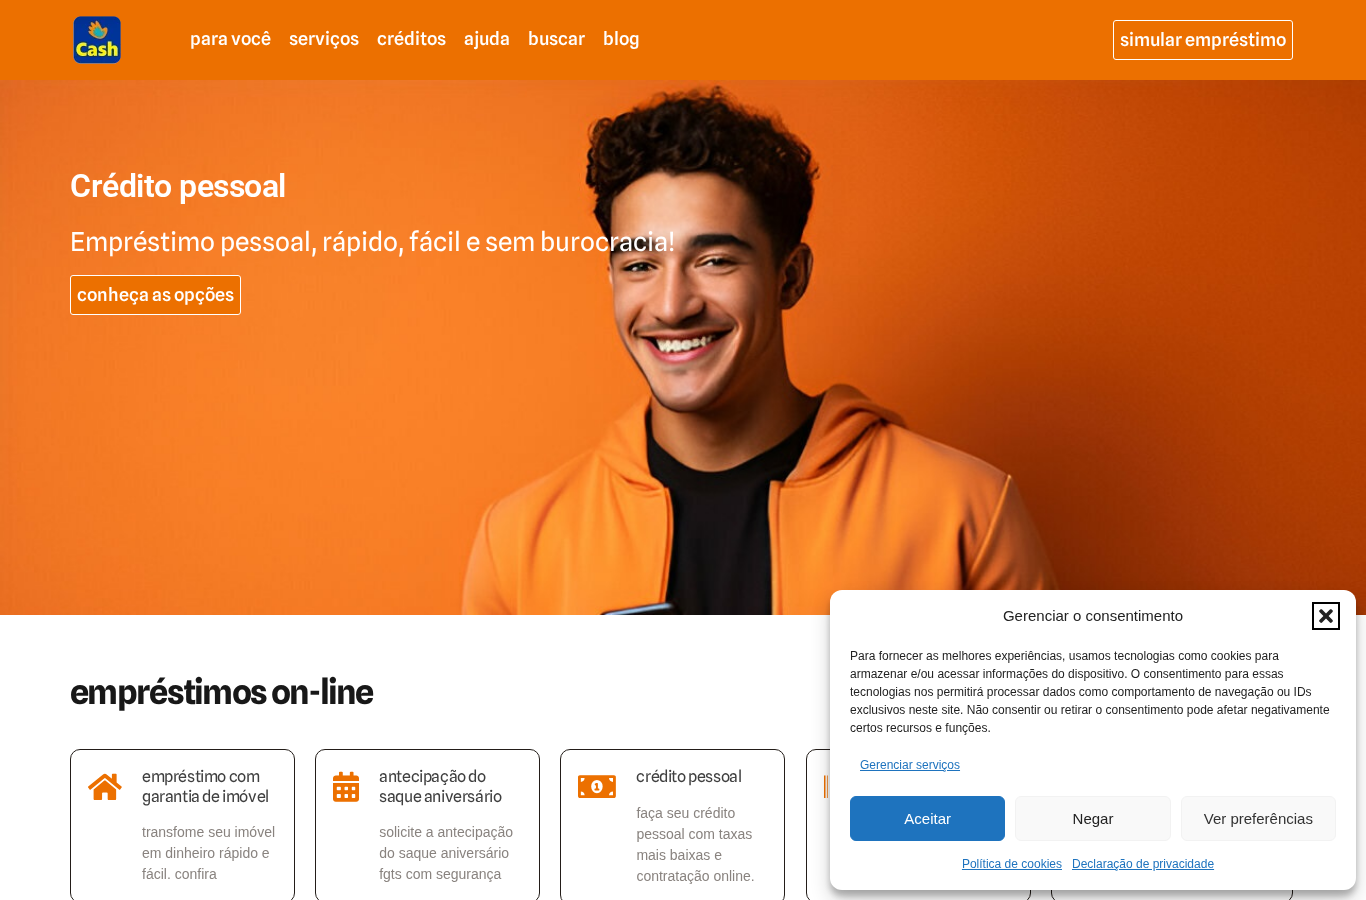 Cash
para você serviços créditos ajuda buscar blog
simular empréstimo
Crédito pessoal
Empréstimo pessoal, rápido, fácil e sem burocracia!
conheça as opções
empréstimos on-line
empréstimo com
garantia de imóvel
transfome seu imóvel
em dinheiro rápido e
fácil. confira
antecipação do
saque aniversário
solicite a antecipação
do saque aniversário
fgts com segurança
crédito pessoal
faça seu crédito
pessoal com taxas
mais baixas e
contratação online.
Gerenciar o consentimento
Para fornecer as melhores experiências, usamos tecnologias como cookies para
armazenar e/ou acessar informações do dispositivo. O consentimento para essas
tecnologias nos permitirá processar dados como comportamento de navegação ou IDs
exclusivos neste site. Não consentir ou retirar o consentimento pode afetar negativamente
certos recursos e funções.
Gerenciar serviços
Aceitar Negar Ver preferências
Política de cookies Declaração de privacidade